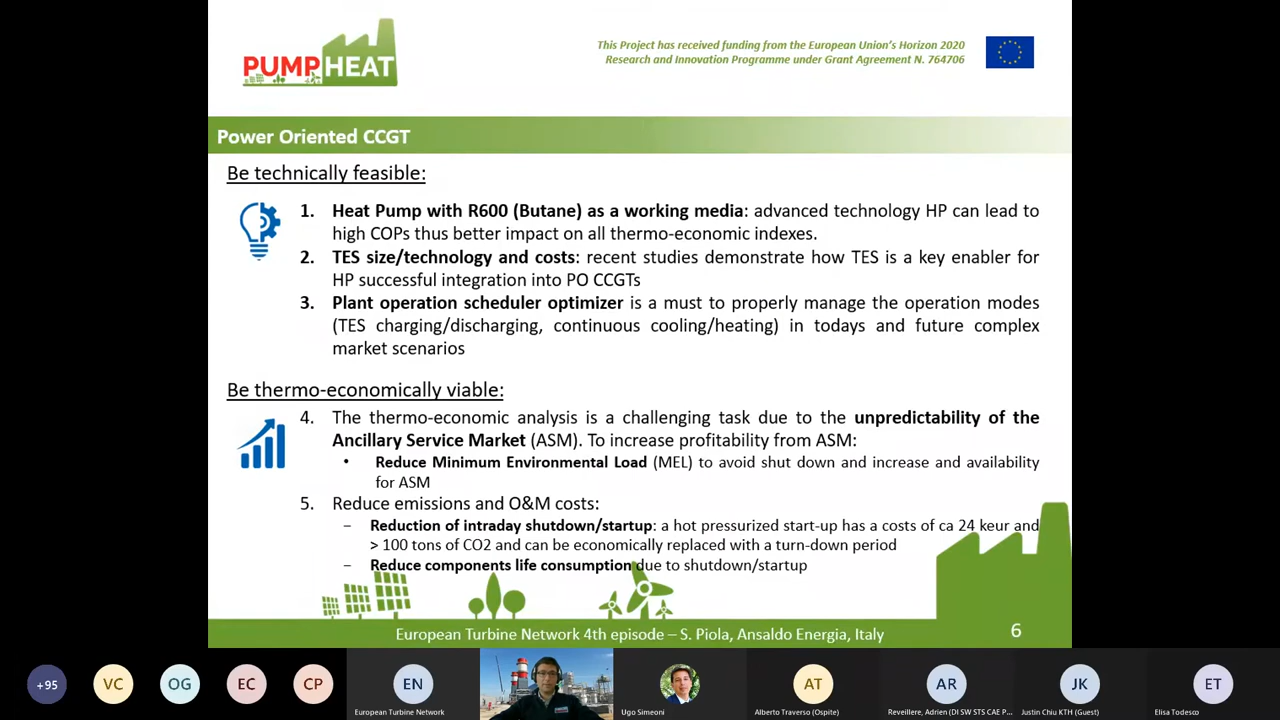 PUMPHEAT
This Project has received funding from the European Union's Horizon 2020
Research and Innovation Programme under Grant Agreement N. 764706
Power Oriented CCGT
Be technically feasible:
1. Heat Pump with R600 (Butane) as a working media: advanced technology HP can lead to
high COPs thus better impact on all thermo-economic indexes.
2. TES size/technology and costs: recent studies demonstrate how TES is a key enabler for
HP successful integration into PO CCGTs
3. Plant operation scheduler optimizer is a must to properly manage the operation modes
(TES charging/discharging, continuous cooling/heating) in todays and future complex
market scenarios
Be thermo-economically viable:
4. The thermo-economic analysis is a challenging task due to the unpredictability of the
Ancillary Service Market (ASM). To increase profitability from ASM:
• Reduce Minimum Environmental Load (MEL) to avoid shut down and increase and availability
for ASM
5. Reduce emissions and O&M costs:
– Reduction of intraday shutdown/startup: a hot pressurized start-up has a costs of ca 24 keur and
> 100 tons of CO2 and can be economically replaced with a turn-down period
– Reduce components life consumption due to shutdown/startup
European Turbine Network 4th episode – S. Piola, Ansaldo Energia, Italy
6
+95 VC OG EC CP EN AT AR JK ET
European Turbine Network Ugo Simeoni Alberto Traverso (Ospite) Reveillere, Adrien (DI SW STS CAE P... Justin Chiu KTH (Guest) Elisa Todesco